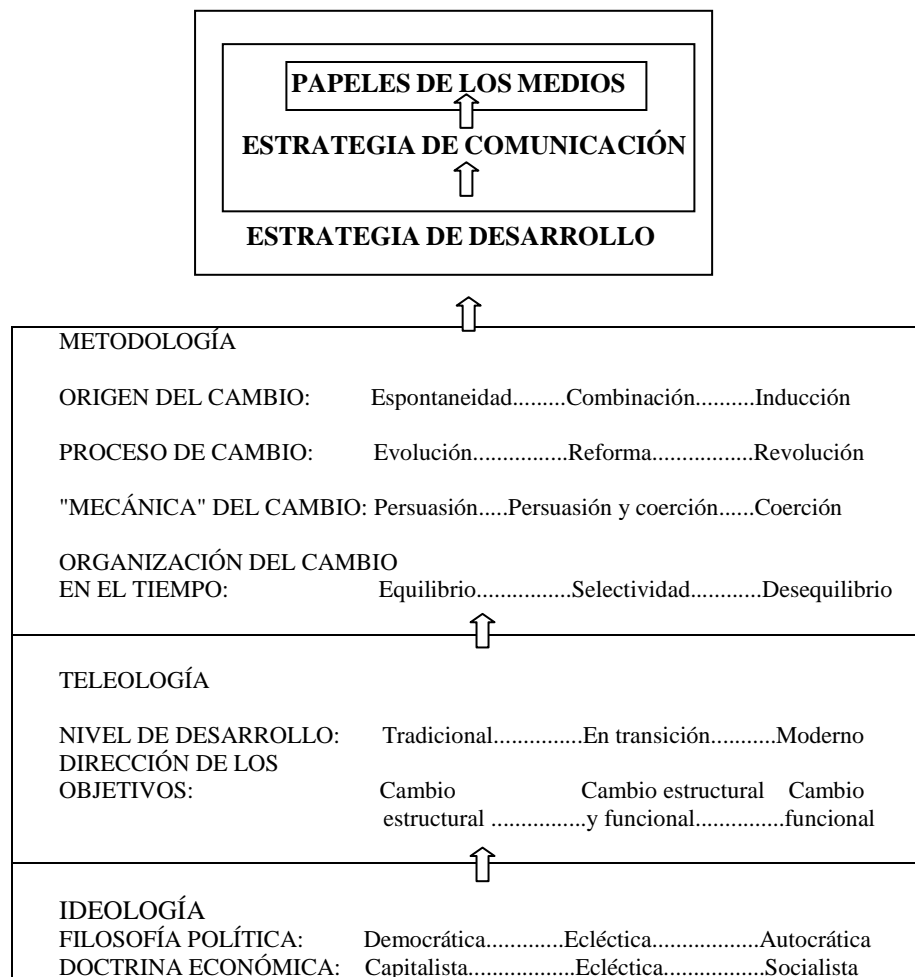 PAPELES DE LOS MEDIOS
ESTRATEGIA DE COMUNICACIÓN
ESTRATEGIA DE DESARROLLO
METODOLOGÍA
ORIGEN DEL CAMBIO: Espontaneidad.........Combinación..........Inducción
PROCESO DE CAMBIO: Evolución................Reforma.................Revolución
"MECÁNICA" DEL CAMBIO: Persuasión.....Persuasión y coerción......Coerción
ORGANIZACIÓN DEL CAMBIO
EN EL TIEMPO: Equilibrio................Selectividad............Desequilibrio
TELEOLOGÍA
NIVEL DE DESARROLLO: Tradicional...............En transición...........Moderno
DIRECCIÓN DE LOS
OBJETIVOS: Cambio Cambio estructural Cambio
estructural ................y funcional...............funcional
IDEOLOGÍA
FILOSOFÍA POLÍTICA: Democrática.............Ecléctica..................Autocrática
DOCTRINA ECONÓMICA: Capitalista..................Ecléctica.................Socialista